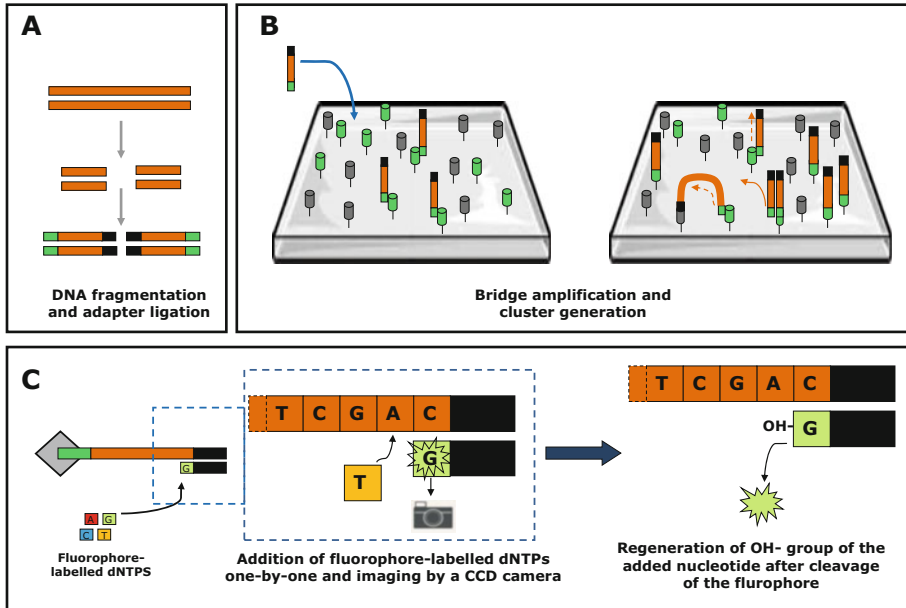 A
DNA fragmentation
and adapter ligation
B
Bridge amplification and
cluster generation
C
G
A G
C T
Fluorophore-
labelled dNTPS
T C G A C
G
T
Addition of fluorophore-labelled dNTPs
one-by-one and imaging by a CCD camera
T C G A C
OH- G
Regeneration of OH- group of the
added nucleotide after cleavage
of the flurophore